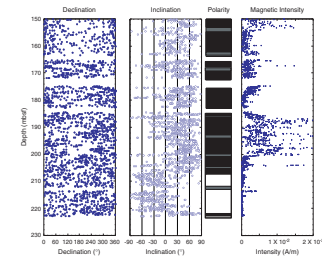 Declination
Inclination
Polarity
Magnetic Intensity
Depth (mbsf)
150
160
170
180
190
200
210
220
230
0 60 120 180 240 300 360
-90 -60 -30 0 30 60 90
0 1 X 10⁻² 2 X 10
Declination (°)
Inclination (°)
Intensity (A/m)